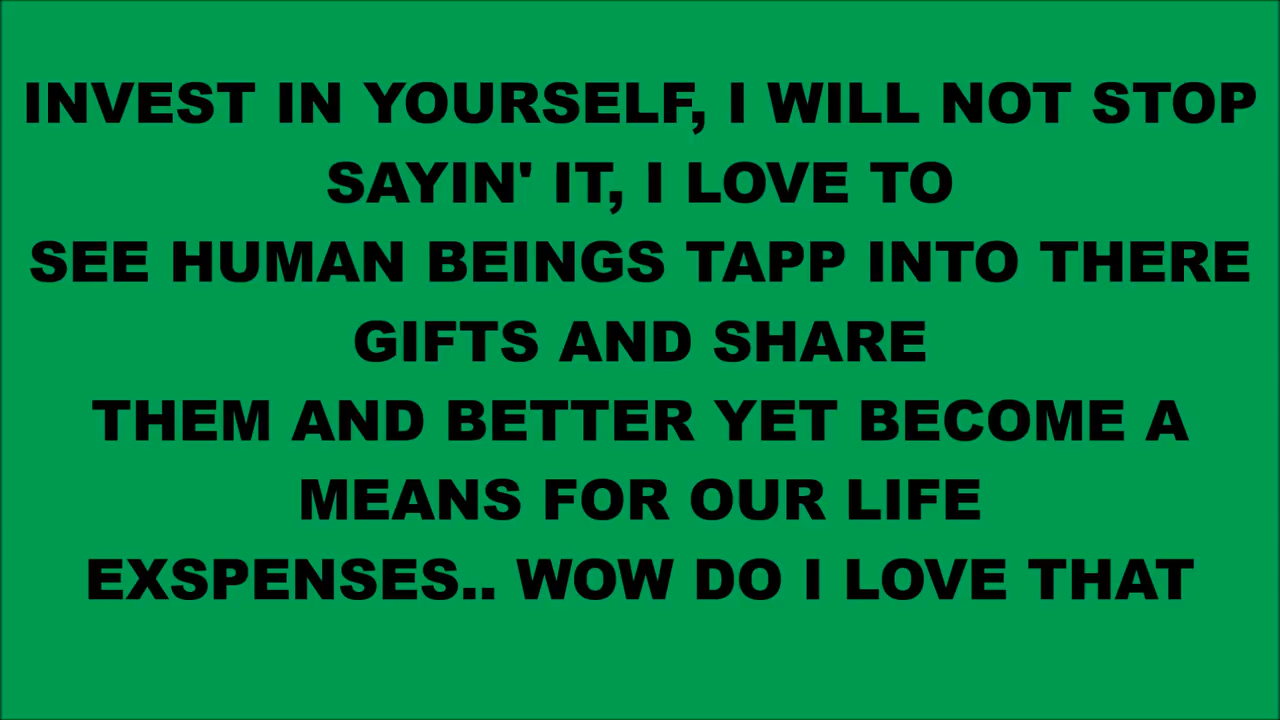 INVEST IN YOURSELF, I WILL NOT STOP
SAYIN' IT, I LOVE TO
SEE HUMAN BEINGS TAPP INTO THERE
GIFTS AND SHARE
THEM AND BETTER YET BECOME A
MEANS FOR OUR LIFE
EXSPENSES.. WOW DO I LOVE THAT